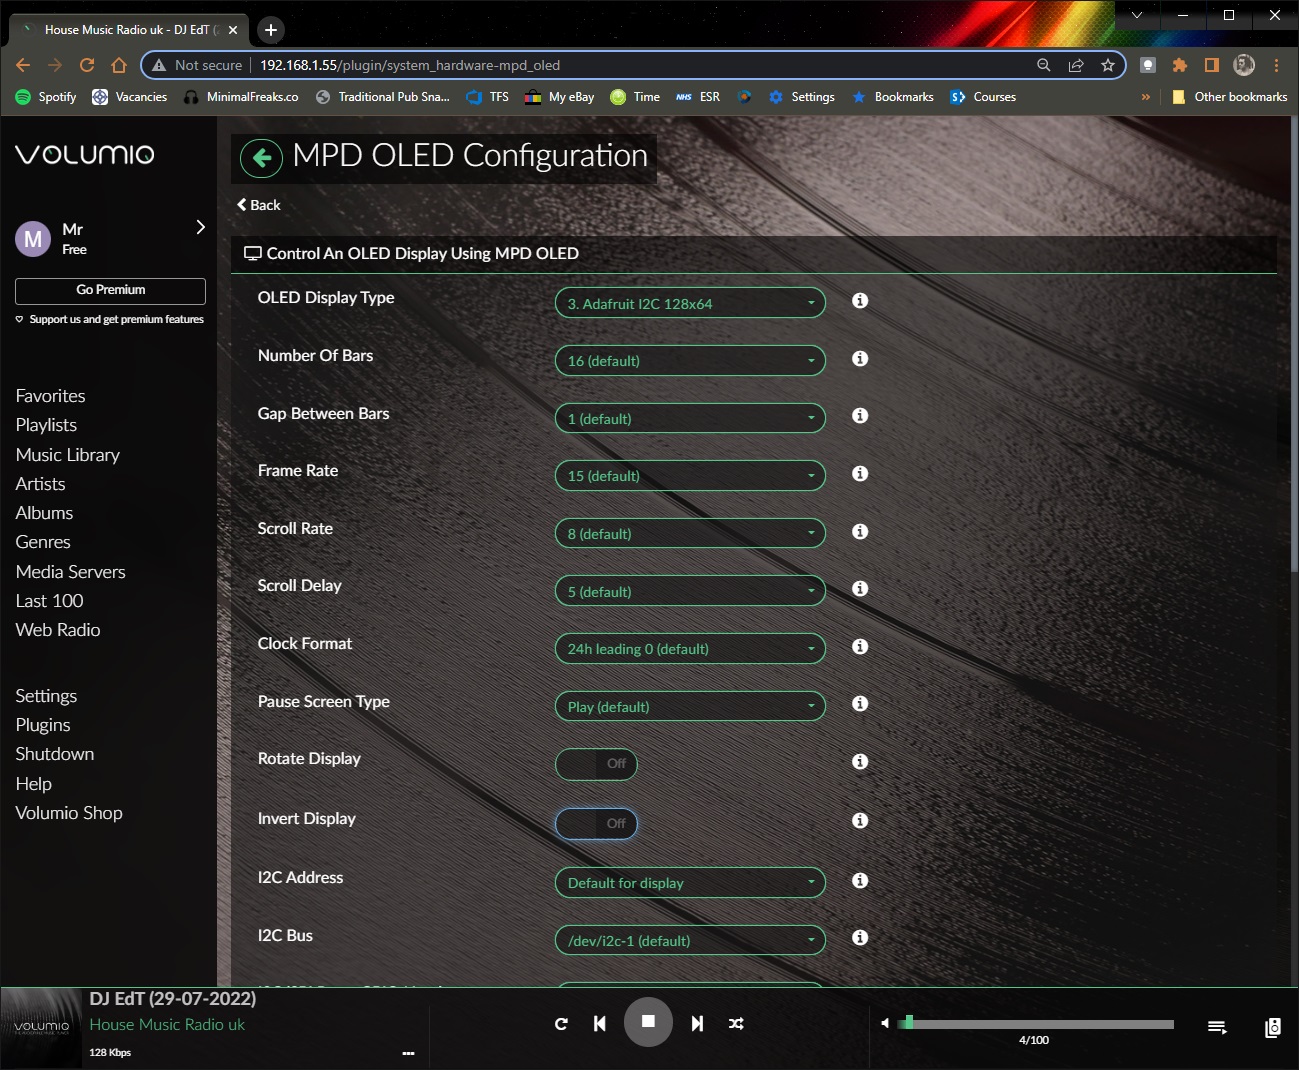 House Music Radio uk - DJ EdT (
Not secure
192.168.1.55/plugin/system_hardware-mpd_oled
Spotify
Vacancies
MinimalFreaks.co
Traditional Pub Sna...
TFS
My eBay
Time
NHS
ESR
Settings
Bookmarks
Courses
Other bookmarks
VOLUMIO
MPD OLED Configuration
Back
M
Mr
Free
Go Premium
Support us and get premium features
Favorites
Playlists
Music Library
Artists
Albums
Genres
Media Servers
Last 100
Web Radio
Settings
Plugins
Shutdown
Help
Volumio Shop
Control An OLED Display Using MPD OLED
OLED Display Type
3. Adafruit I2C 128x64
Number Of Bars
16 (default)
Gap Between Bars
1 (default)
Frame Rate
15 (default)
Scroll Rate
8 (default)
Scroll Delay
5 (default)
Clock Format
24h leading 0 (default)
Pause Screen Type
Play (default)
Rotate Display
Off
Invert Display
Off
I2C Address
Default for display
I2C Bus
/dev/i2c-1 (default)
VOLUMIO
DJ EdT (29-07-2022)
House Music Radio uk
128 Kbps
4/100